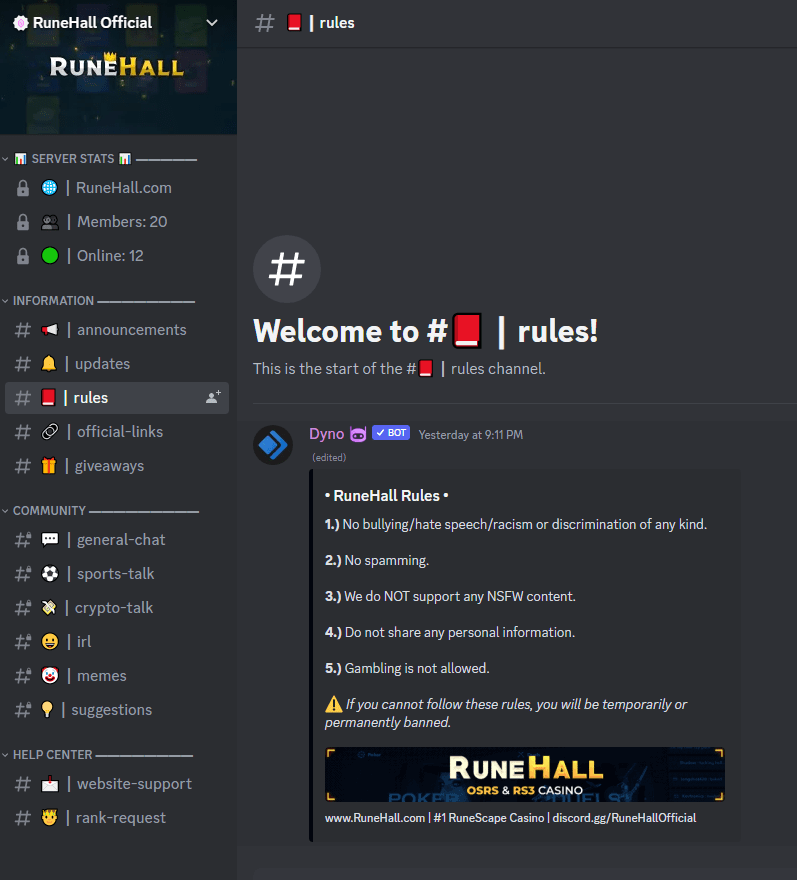 RuneHall Official
RUNEHALL
SERVER STATS
| RuneHall.com
| Members: 20
| Online: 12
INFORMATION
# | announcements
# | updates
# | rules
# | official-links
# | giveaways
COMMUNITY
# | general-chat
# | sports-talk
# | crypto-talk
# | irl
# | memes
# | suggestions
HELP CENTER
# | website-support
# | rank-request
# | rules
#
Welcome to # | rules!
This is the start of the # | rules channel.
Dyno BOT Yesterday at 9:11 PM
(edited)
• RuneHall Rules •
1.) No bullying/hate speech/racism or discrimination of any kind.
2.) No spamming.
3.) We do NOT support any NSFW content.
4.) Do not share any personal information.
5.) Gambling is not allowed.
If you cannot follow these rules, you will be temporarily or
permanently banned.
RUNEHALL
OSRS & RS3 CASINO
POKER DUELS
www.RuneHall.com | #1 RuneScape Casino | discord.gg/RuneHallOfficial